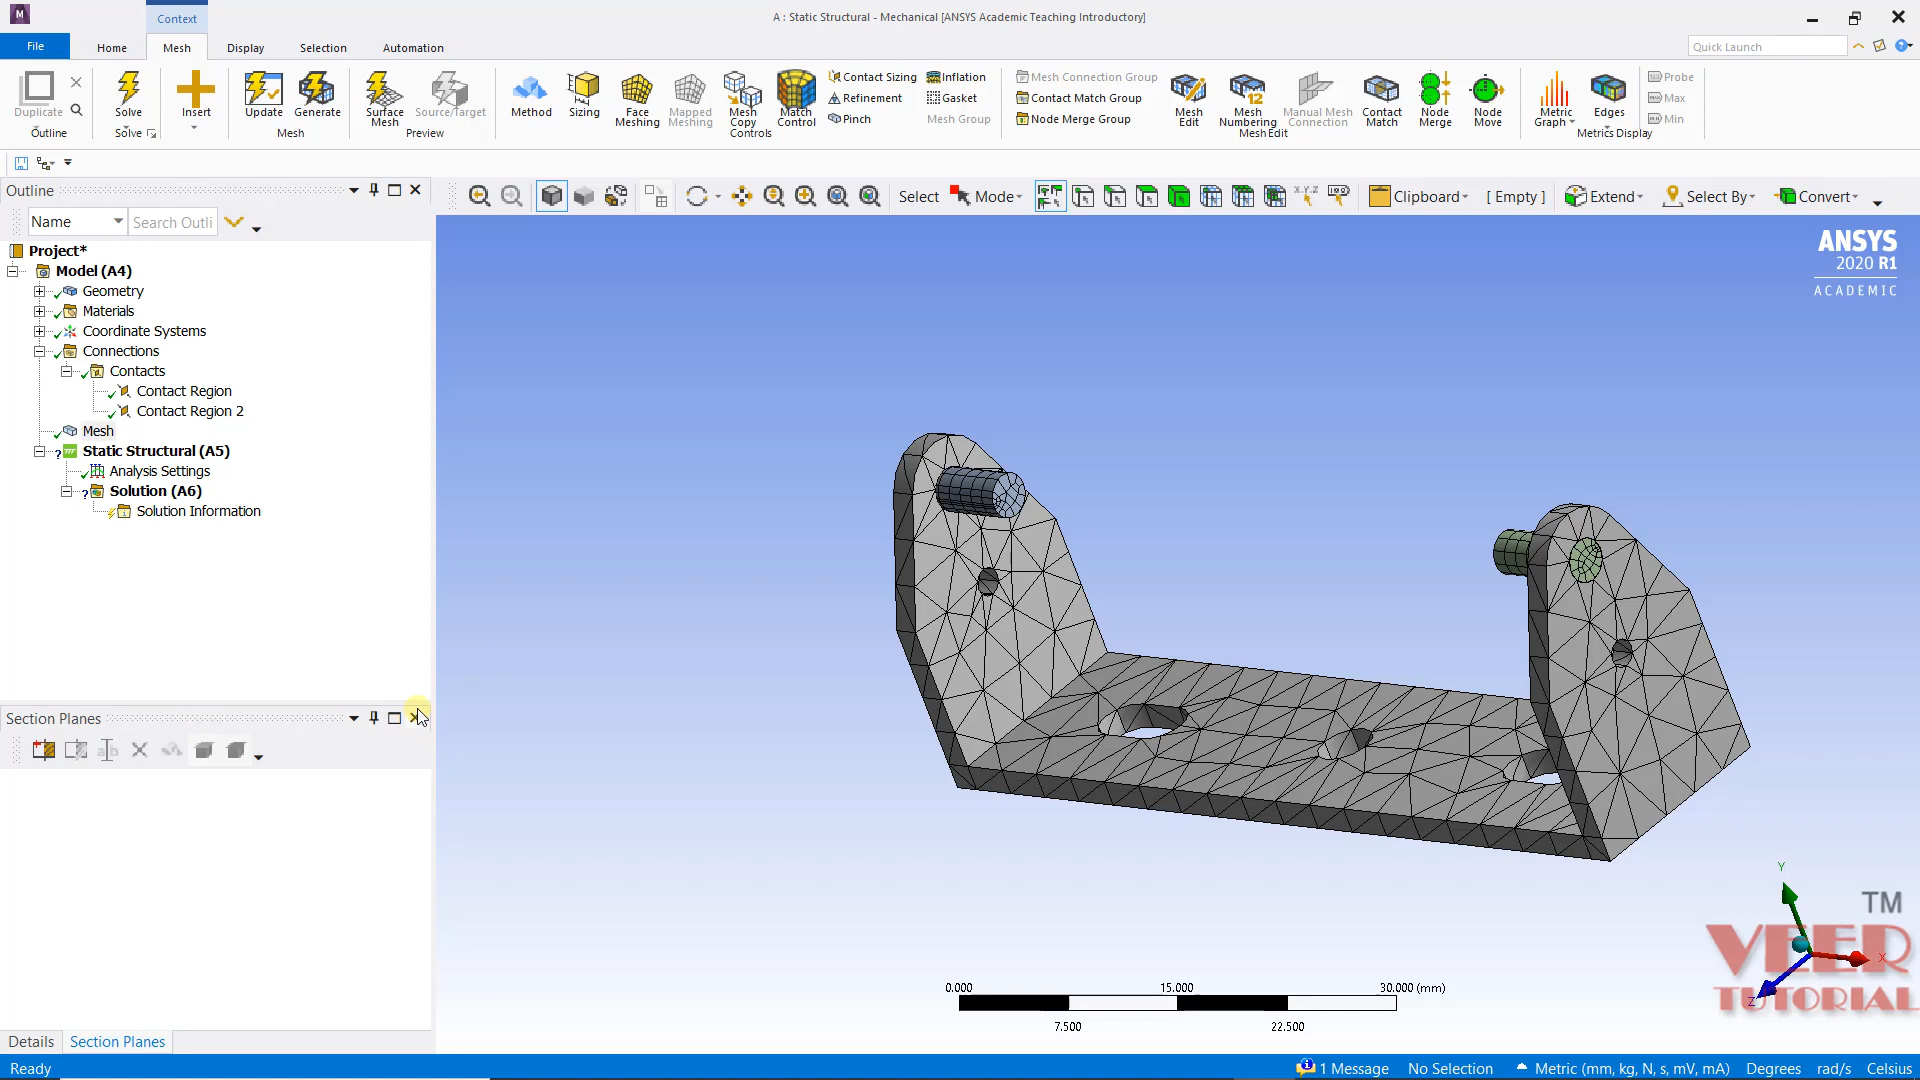 Context
A : Static Structural - Mechanical [ANSYS Academic Teaching Introductory]
File
Home
Mesh
Display
Selection
Automation
Quick Launch
Duplicate
Outline
Solve
Solve
Insert
Update
Generate
Mesh
Surface Mesh
Source/Target
Preview
Method
Sizing
Face Meshing
Mapped Meshing
Mesh Copy
Match Control
Contact Sizing
Refinement
Pinch
Inflation
Gasket
Mesh Group
Controls
Mesh Connection Group
Contact Match Group
Node Merge Group
Mesh Edit
Mesh Numbering
Manual Mesh Connection
Contact Match
Node Merge
Node Move
Mesh Edit
Metric Graph
Edges
Probe
Max
Min
Metrics Display
Outline
Name
Search Outli
Select
Mode
Clipboard
[ Empty ]
Extend
Select By
Convert
Project*
Model (A4)
Geometry
Materials
Coordinate Systems
Connections
Contacts
Contact Region
Contact Region 2
Mesh
Static Structural (A5)
Analysis Settings
Solution (A6)
Solution Information
ANSYS
2020 R1
ACADEMIC
Section Planes
0.000
15.000
30.000 (mm)
7.500
22.500
Y
X
Z
TM
VEER
TUTORIAL
Details
Section Planes
Ready
1 Message
No Selection
Metric (mm, kg, N, s, mV, mA)
Degrees
rad/s
Celsius